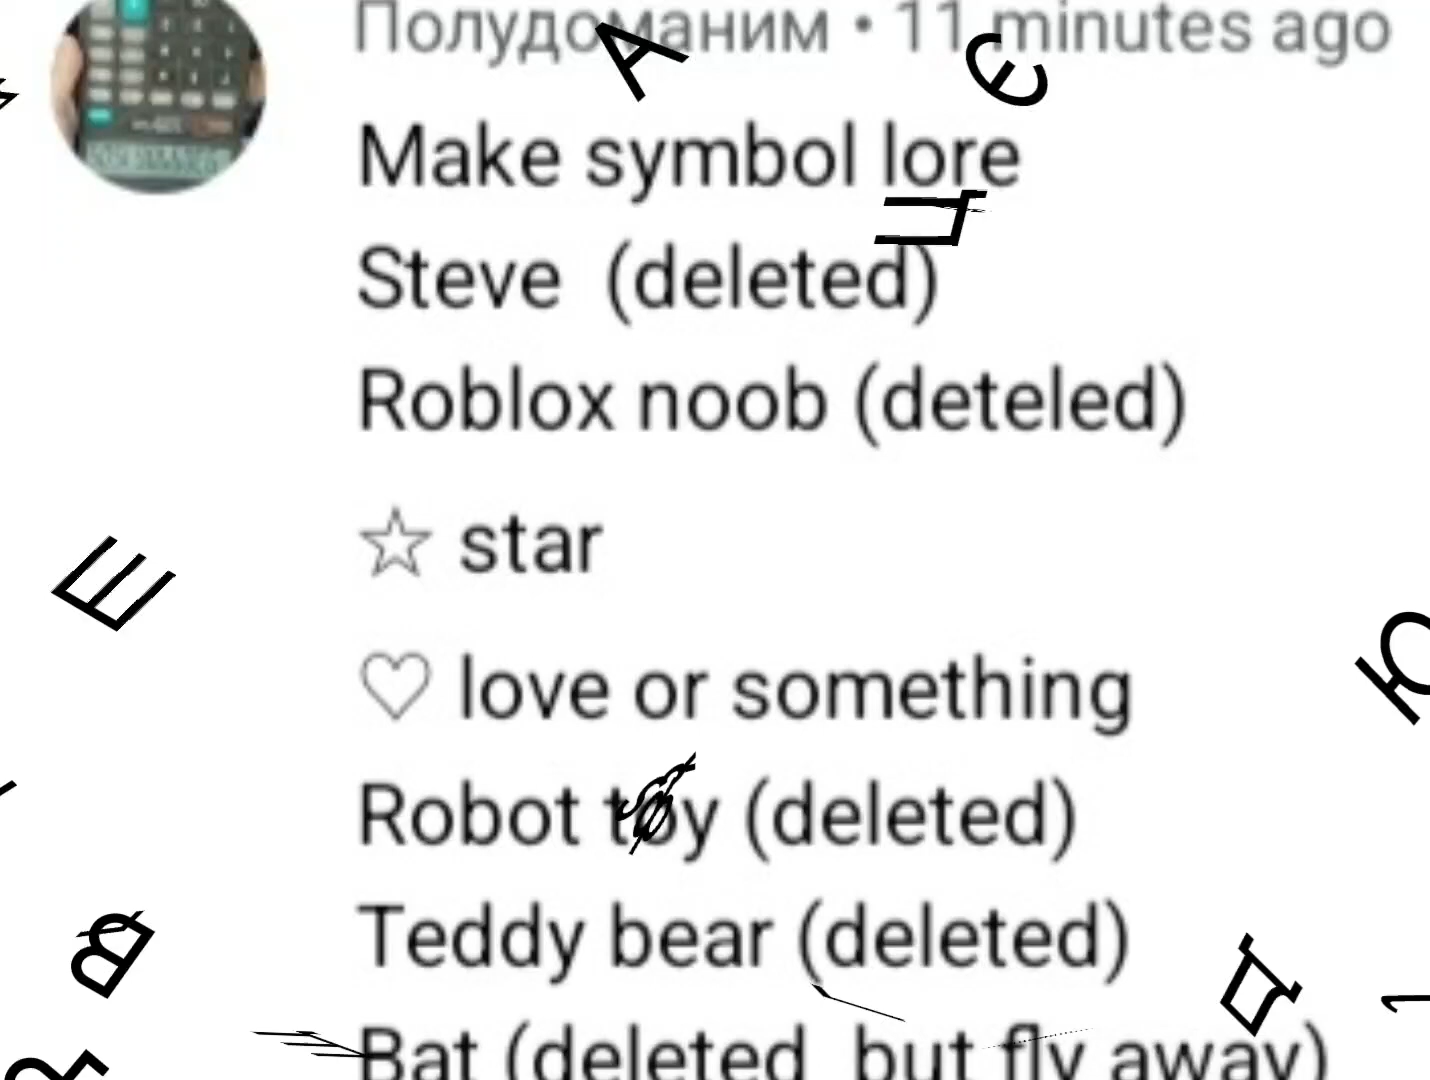 Полудоманим • 11 minutes ago
Make symbol lore
Steve (deleted)
Roblox noob (deteled)
☆ star
♡ love or something
Robot toy (deleted)
Teddy bear (deleted)
Bat (deleted but fly away)
А
Є
Ц
Ш
Ю
В
Д